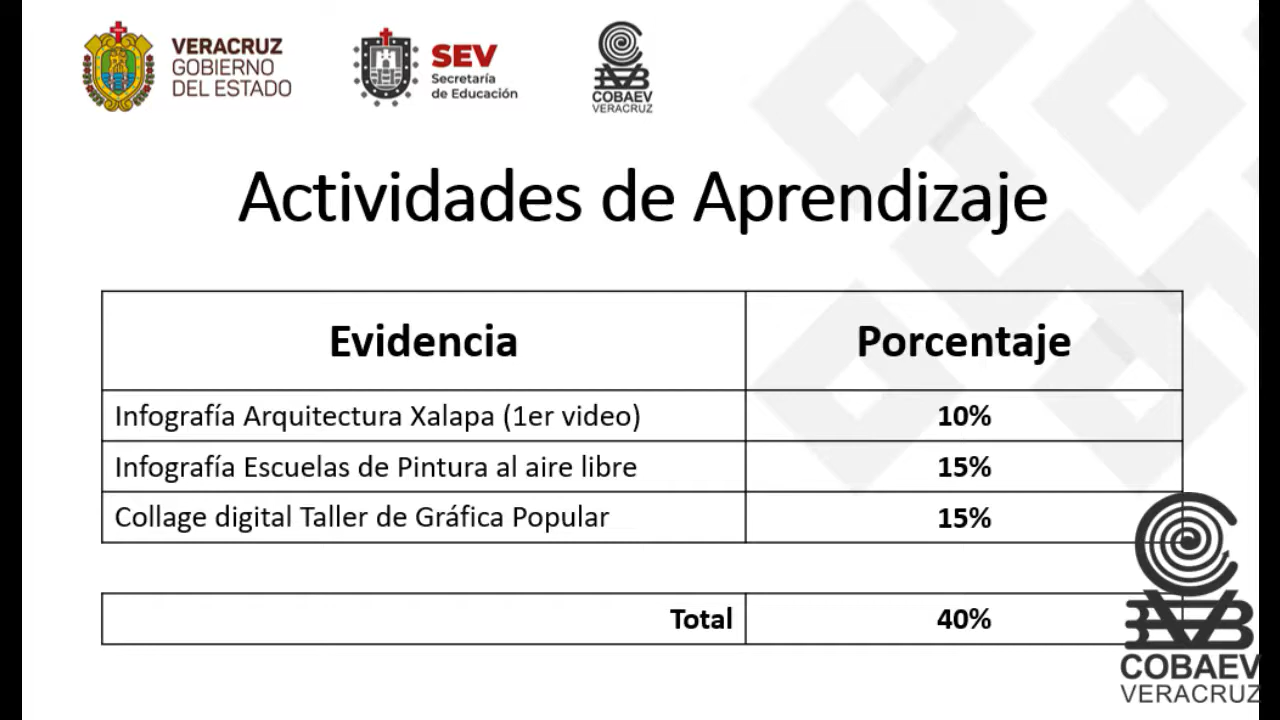 VERACRUZ
GOBIERNO
DEL ESTADO
SEV
Secretaría
de Educación
COBAEV
VERACRUZ
Actividades de Aprendizaje
Evidencia Porcentaje
Infografía Arquitectura Xalapa (1er video) 10%
Infografía Escuelas de Pintura al aire libre 15%
Collage digital Taller de Gráfica Popular 15%
Total 40%
COBAEV
VERACRUZ